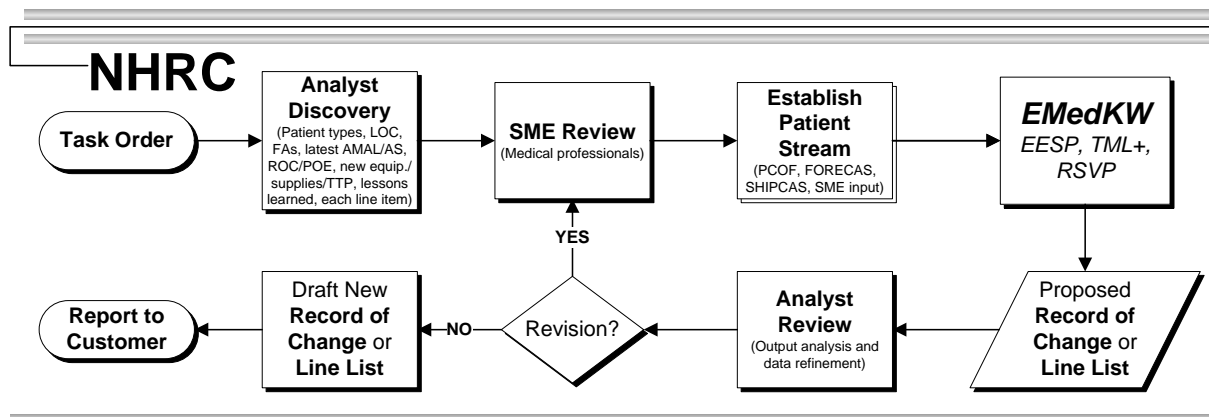 NHRC
Task Order
Analyst
Discovery
(Patient types, LOC,
FAs, latest AMAL/AS,
ROC/POE, new equip./
supplies/TTP, lessons
learned, each line item)
SME Review
(Medical professionals)
Establish
Patient
Stream
(PCOF, FORECAS,
SHIPCAS, SME input)
EMedKW
EESP, TML+,
RSVP
Proposed
Record of
Change or
Line List
Analyst
Review
(Output analysis and
data refinement)
Revision?
YES
NO
Draft New
Record of
Change or
Line List
Report to
Customer